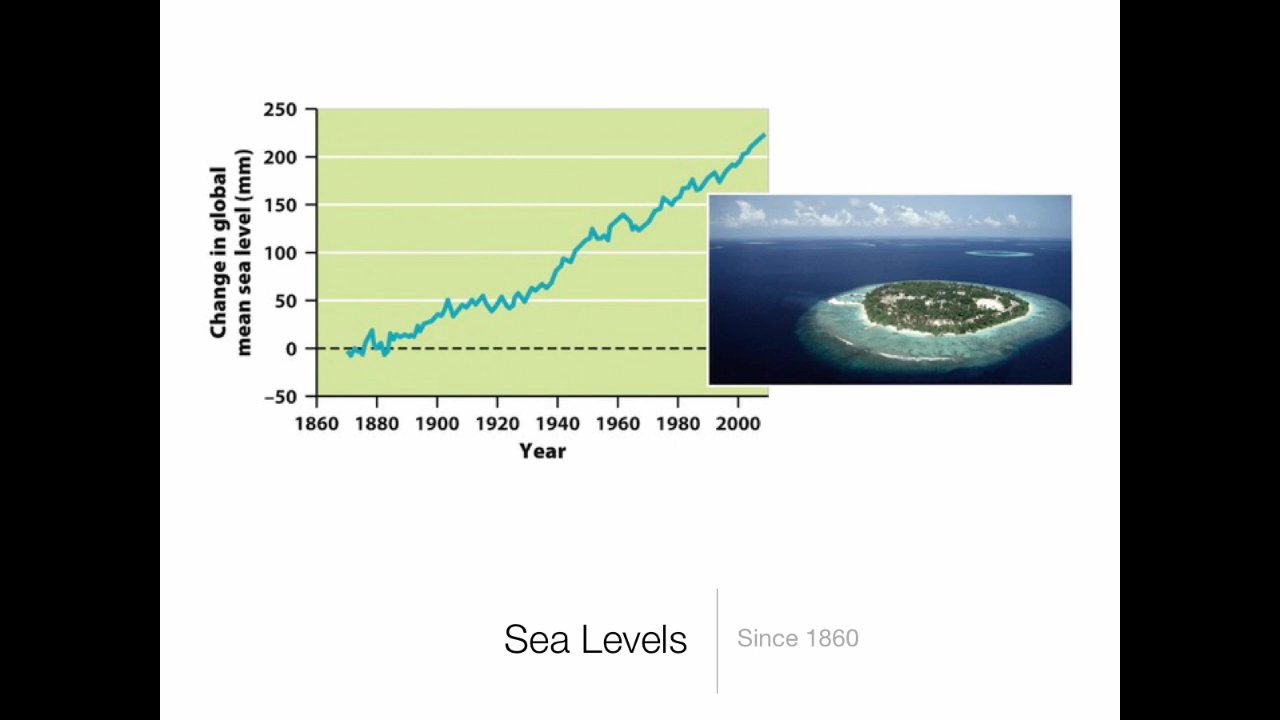 250
200
150
100
50
0
–50
Change in global
mean sea level (mm)
1860 1880 1900 1920 1940 1960 1980 2000
Year
Sea Levels
Since 1860